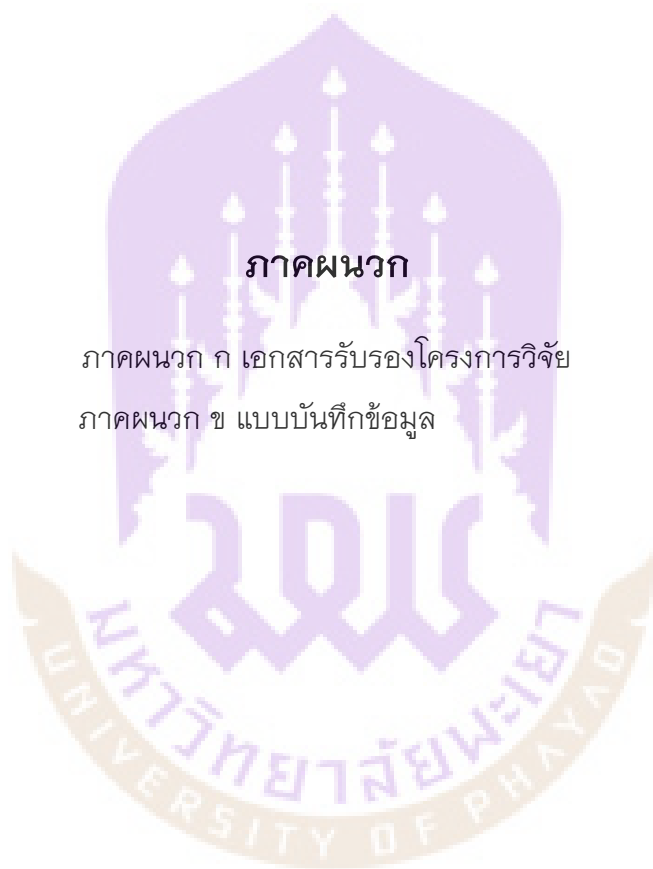 ภาคผนวก
ภาคผนวก ก เอกสารรับรองโครงการวิจัย
ภาคผนวก ข แบบบันทึกข้อมูล
มหาวิทยาลัยพะเยา
UNIVERSITY OF PHAYAO